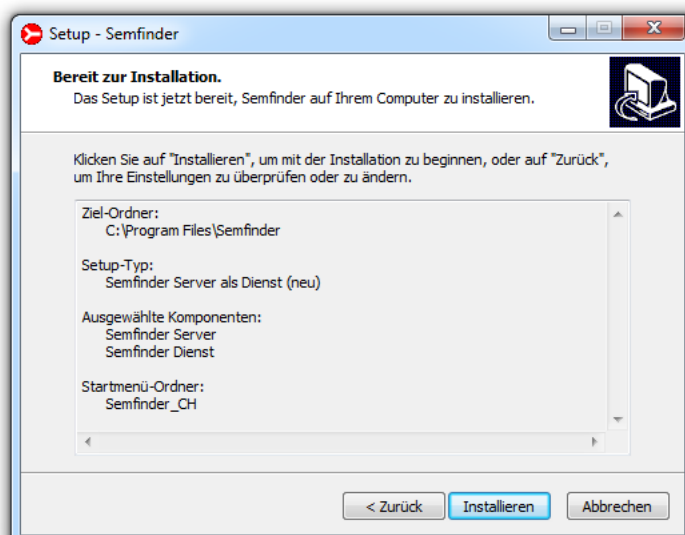 Setup - Semfinder
Bereit zur Installation.
Das Setup ist jetzt bereit, Semfinder auf Ihrem Computer zu installieren.
Klicken Sie auf "Installieren", um mit der Installation zu beginnen, oder auf "Zurück",
um Ihre Einstellungen zu überprüfen oder zu ändern.
Ziel-Ordner:
C:\Program Files\Semfinder
Setup-Typ:
Semfinder Server als Dienst (neu)
Ausgewählte Komponenten:
Semfinder Server
Semfinder Dienst
Startmenü-Ordner:
Semfinder_CH
< Zurück
Installieren
Abbrechen